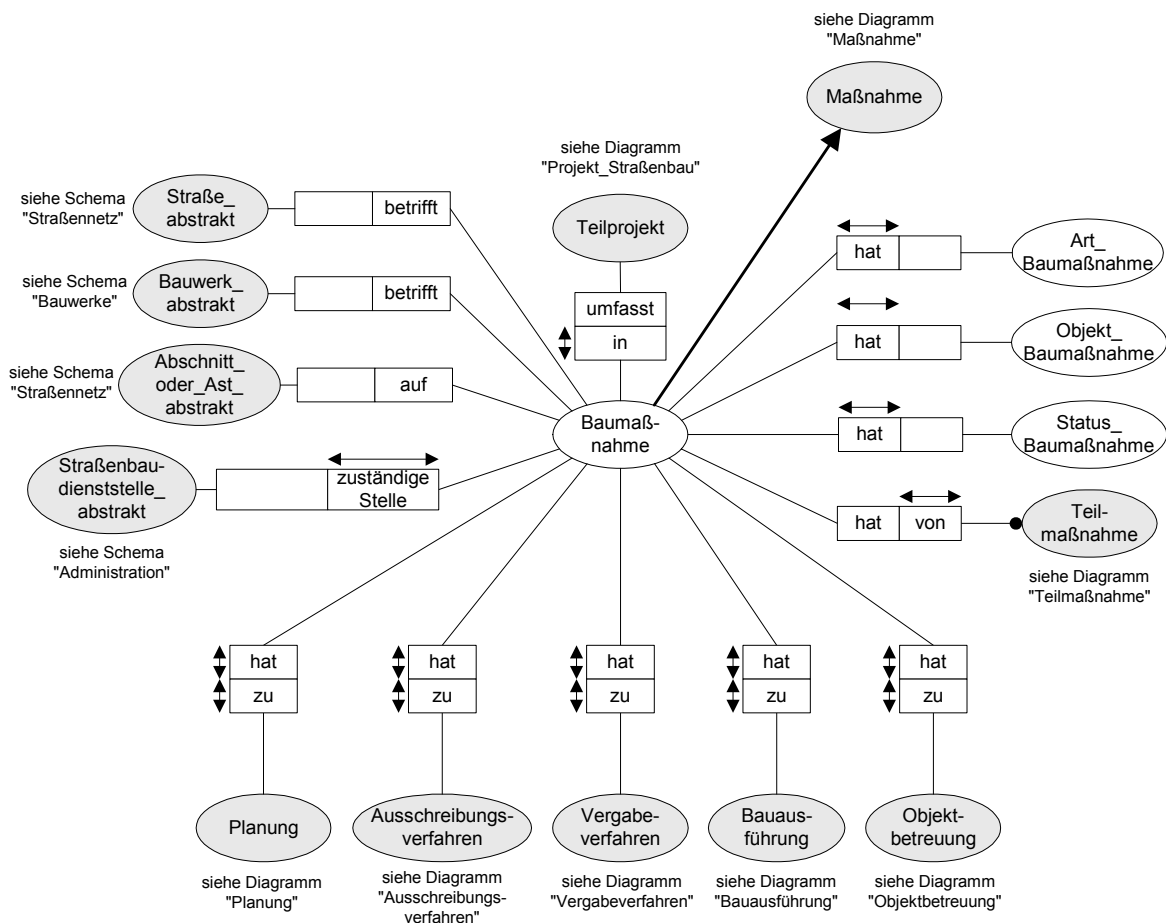 siehe Diagramm
"Maßnahme"
Maßnahme
siehe Diagramm
"Projekt_Straßenbau"
Teilprojekt
umfasst
in
siehe Schema
"Straßennetz"
Straße_
abstrakt
betrifft
siehe Schema
"Bauwerke"
Bauwerk_
abstrakt
betrifft
siehe Schema
"Straßennetz"
Abschnitt_
oder_Ast_
abstrakt
auf
Straßenbau-
dienststelle_
abstrakt
zuständige
Stelle
siehe Schema
"Administration"
Baumaß-
nahme
hat
Art_
Baumaßnahme
hat
Objekt_
Baumaßnahme
hat
Status_
Baumaßnahme
hat
von
Teil-
maßnahme
siehe Diagramm
"Teilmaßnahme"
hat
zu
Planung
siehe Diagramm
"Planung"
hat
zu
Ausschreibungs-
verfahren
siehe Diagramm
"Ausschreibungs-
verfahren"
hat
zu
Vergabe-
verfahren
siehe Diagramm
"Vergabeverfahren"
hat
zu
Bauaus-
führung
siehe Diagramm
"Bauausführung"
hat
zu
Objekt-
betreuung
siehe Diagramm
"Objektbetreuung"